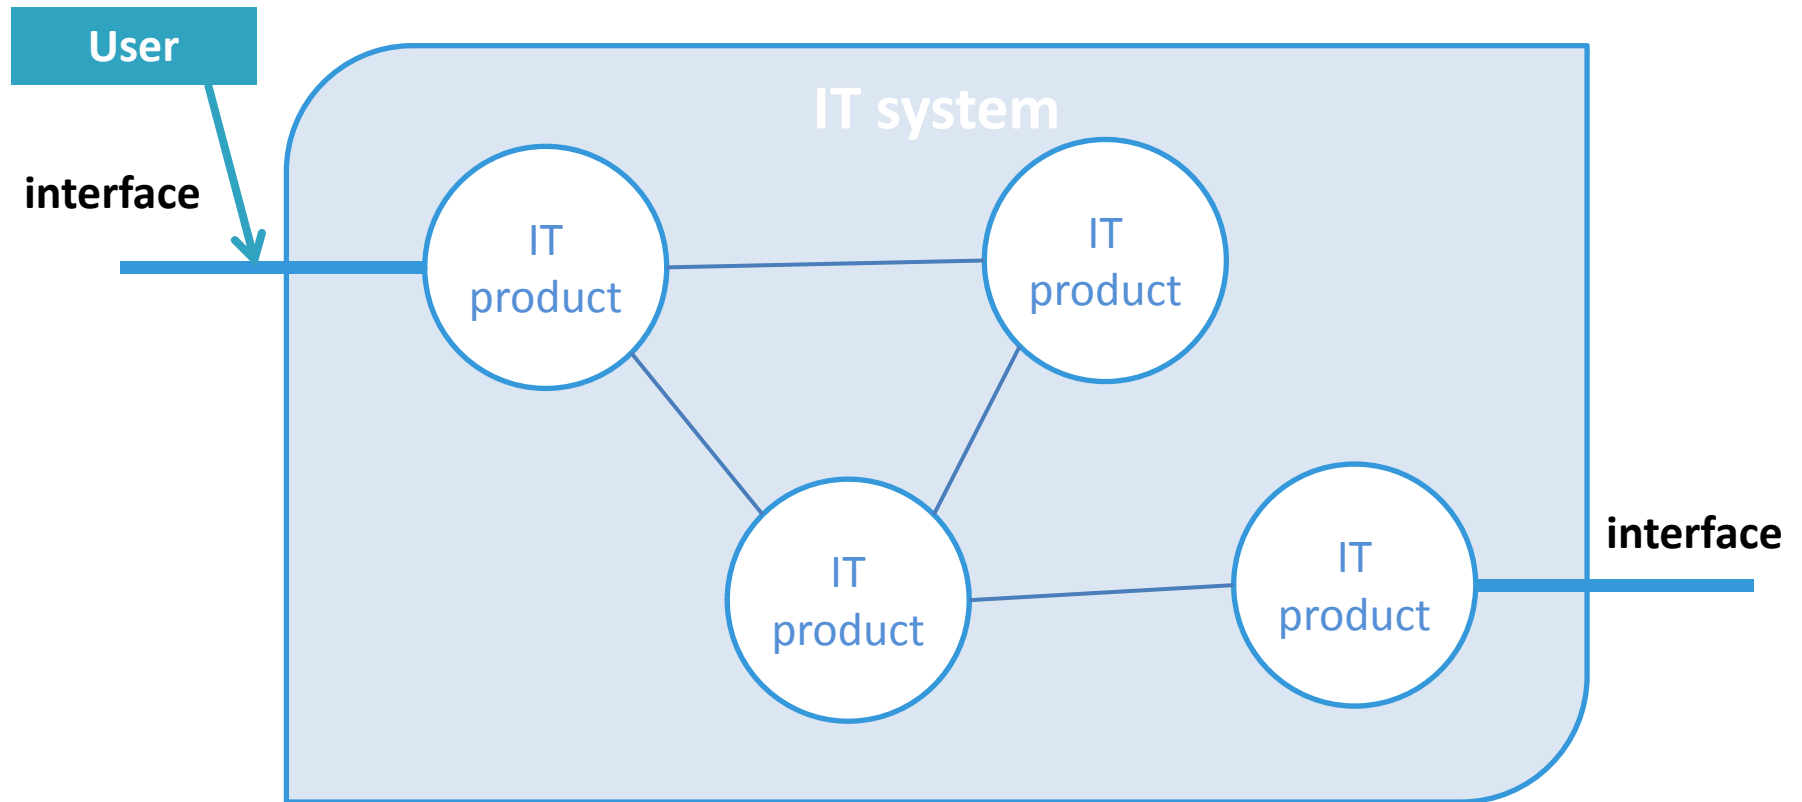 User
IT system
interface
IT
product
IT
product
interface
IT
product
IT
product